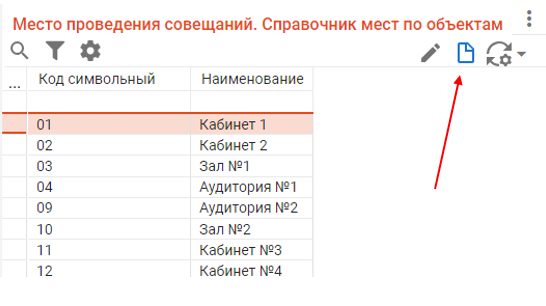 Место проведения совещаний. Справочник мест по объектам
... Код символьный Наименование
01 Кабинет 1
02 Кабинет 2
03 Зал №1
04 Аудитория №1
09 Аудитория №2
10 Зал №2
11 Кабинет №3
12 Кабинет №4